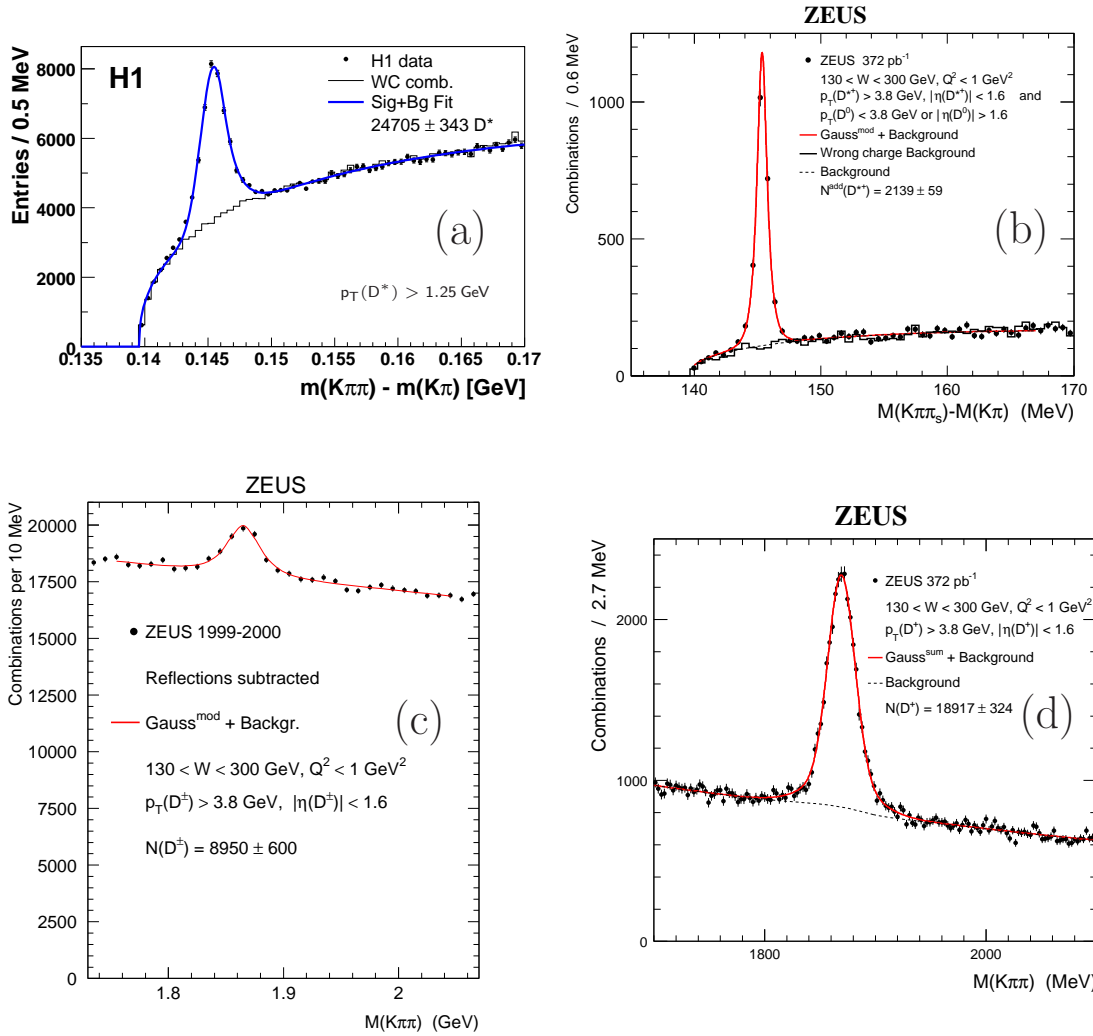 H1
H1 data
WC comb.
Sig+Bg Fit
24705 ± 343 D*
Entries / 0.5 MeV
8000
6000
4000
2000
0
(a)
p_T(D*) > 1.25 GeV
0.135 0.14 0.145 0.15 0.155 0.16 0.165 0.17
m(Kππ) - m(Kπ) [GeV]
ZEUS
Combinations / 0.6 MeV
1000
500
0
ZEUS 372 pb⁻¹
130 < W < 300 GeV, Q² < 1 GeV²
p_T(D*⁺) > 3.8 GeV, |η(D*⁺)| < 1.6 and
p_T(D⁰) < 3.8 GeV or |η(D⁰)| > 1.6
Gauss^mod + Background
Wrong charge Background
Background
N^add(D*⁺) = 2139 ± 59
(b)
140 150 160 170
M(Kππ_s)-M(Kπ) (MeV)
ZEUS
Combinations per 10 MeV
20000
17500
15000
12500
10000
7500
5000
2500
0
ZEUS 1999-2000
Reflections subtracted
Gauss^mod + Backgr.
(c)
130 < W < 300 GeV, Q² < 1 GeV²
p_T(D^±) > 3.8 GeV, |η(D^±)| < 1.6
N(D^±) = 8950 ± 600
1.8 1.9 2
M(Kππ) (GeV)
ZEUS
Combinations / 2.7 MeV
2000
1000
0
ZEUS 372 pb⁻¹
130 < W < 300 GeV, Q² < 1 GeV²
p_T(D⁺) > 3.8 GeV, |η(D⁺)| < 1.6
Gauss^sum + Background
Background
N(D⁺) = 18917 ± 324
(d)
1800 2000
M(Kππ) (MeV)